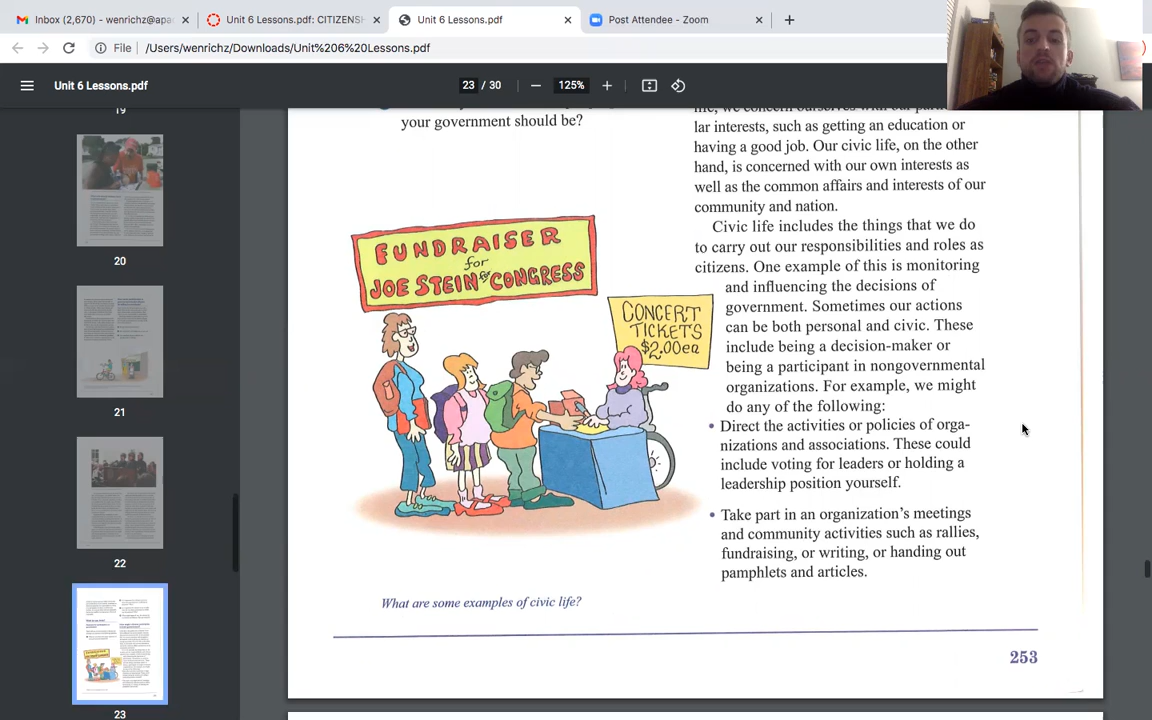 Inbox (2,670) - wenrichz@apa
Unit 6 Lessons.pdf: CITIZENSH
Unit 6 Lessons.pdf
Post Attendee - Zoom
File
/Users/wenrichz/Downloads/Unit%206%20Lessons.pdf
Unit 6 Lessons.pdf
23 / 30
125%
19
20
21
22
23
your government should be?
FUNDRAISER
for
JOE STEIN for CONGRESS
CONCERT
TICKETS
$2.00ea
What are some examples of civic life?
life, we concern ourselves with our
lar interests, such as getting an education or
having a good job. Our civic life, on the other
hand, is concerned with our own interests as
well as the common affairs and interests of our
community and nation.
Civic life includes the things that we do
to carry out our responsibilities and roles as
citizens. One example of this is monitoring
and influencing the decisions of
government. Sometimes our actions
can be both personal and civic. These
include being a decision-maker or
being a participant in nongovernmental
organizations. For example, we might
do any of the following:
• Direct the activities or policies of orga-
nizations and associations. These could
include voting for leaders or holding a
leadership position yourself.
• Take part in an organization's meetings
and community activities such as rallies,
fundraising, or writing, or handing out
pamphlets and articles.
253